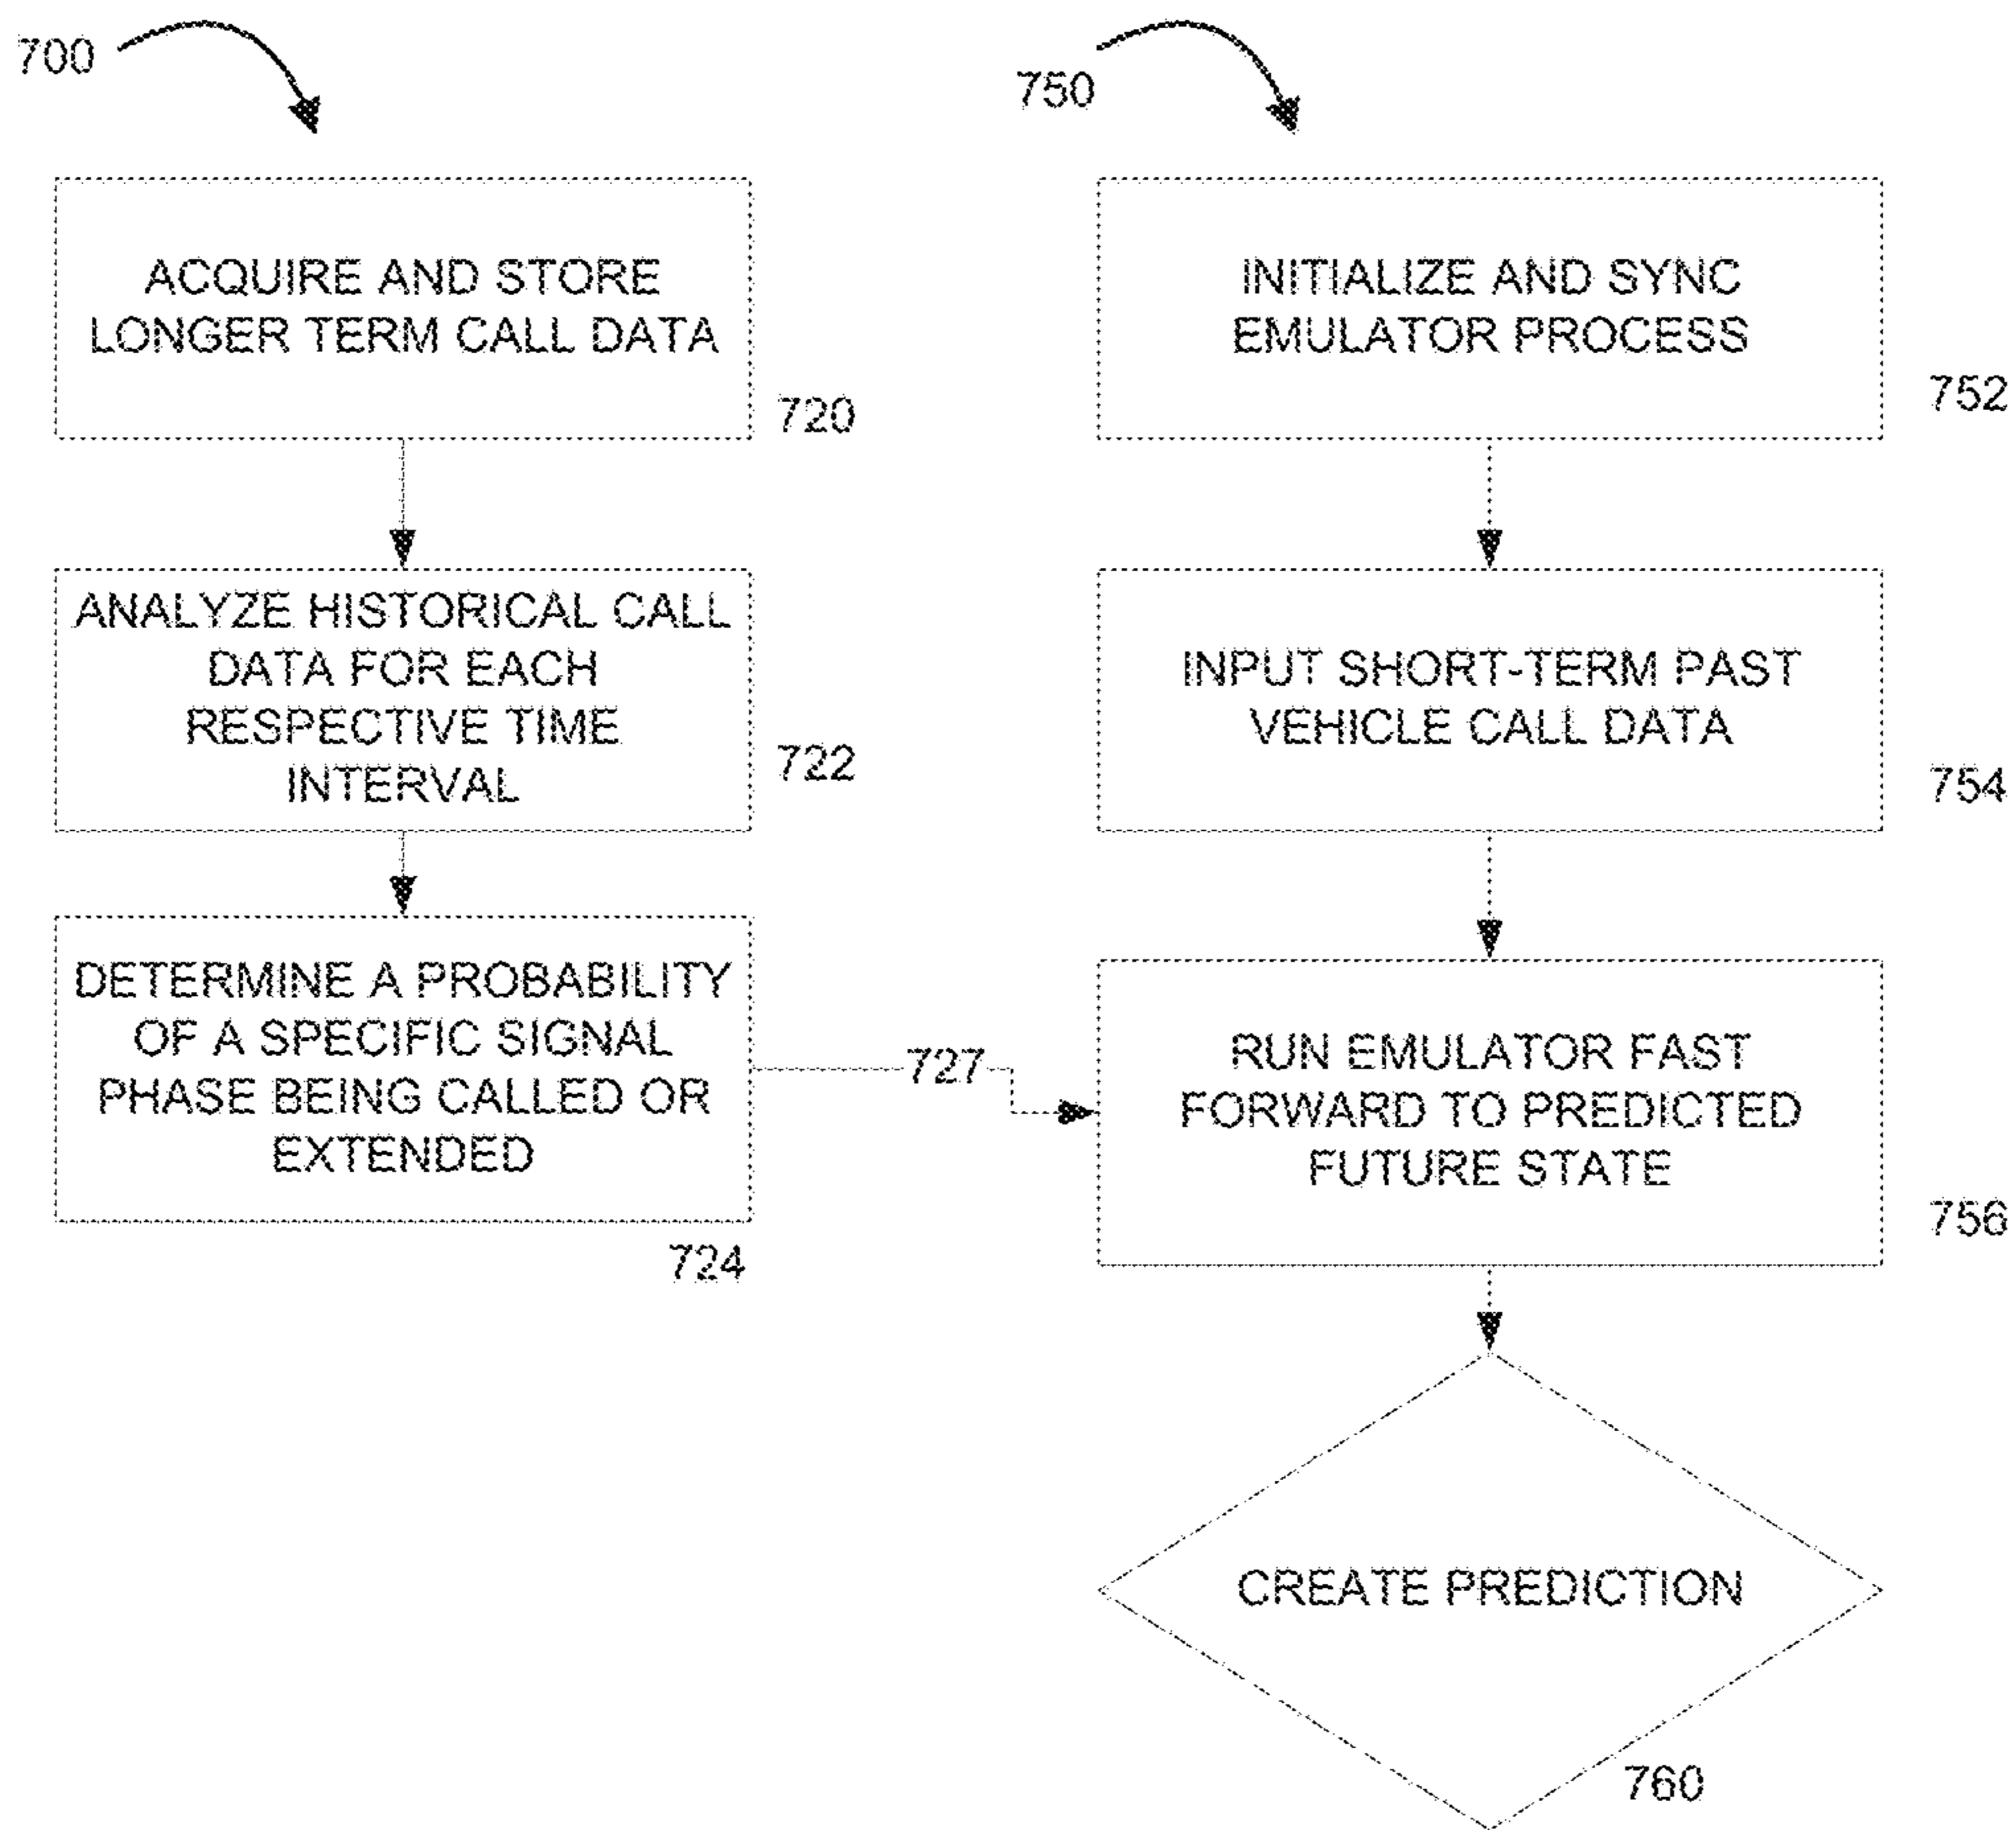 700
750
ACQUIRE AND STORE
LONGER TERM CALL DATA
720
INITIALIZE AND SYNC
EMULATOR PROCESS
752
ANALYZE HISTORICAL CALL
DATA FOR EACH
RESPECTIVE TIME
INTERVAL
722
INPUT SHORT-TERM PAST
VEHICLE CALL DATA
754
DETERMINE A PROBABILITY
OF A SPECIFIC SIGNAL
PHASE BEING CALLED OR
EXTENDED
724
727
RUN EMULATOR FAST
FORWARD TO PREDICTED
FUTURE STATE
756
CREATE PREDICTION
760